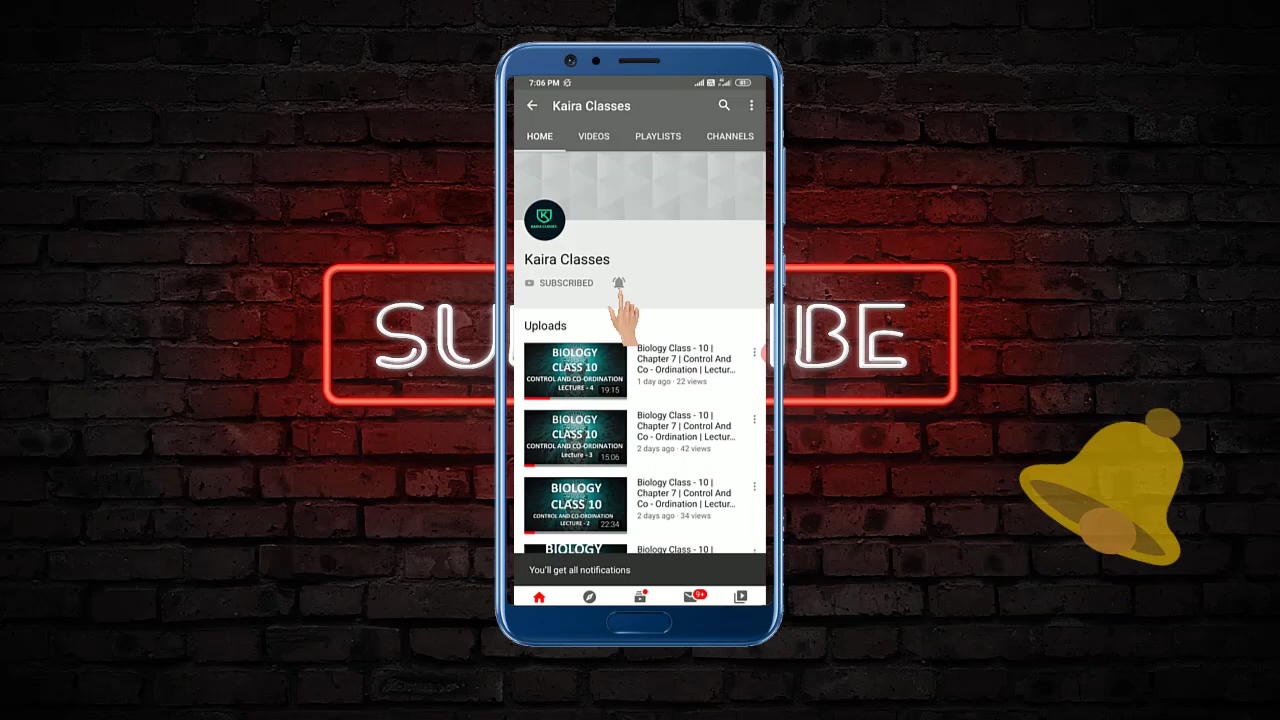 7:06 PM
Kaira Classes
HOME VIDEOS PLAYLISTS CHANNELS
KAIRA CLASSES
Kaira Classes
SUBSCRIBED
Uploads
BIOLOGY
CLASS 10
CONTROL AND CO-ORDINATION
LECTURE - 4
19:15
Biology Class - 10 |
Chapter 7 | Control And
Co - Ordination | Lectur...
1 day ago · 22 views
BIOLOGY
CLASS 10
CONTROL AND CO-ORDINATION
Lecture - 3
15:06
Biology Class - 10 |
Chapter 7 | Control And
Co - Ordination | Lectur...
2 days ago · 42 views
BIOLOGY
CLASS 10
CONTROL AND CO-ORDINATION
LECTURE - 2
22:34
Biology Class - 10 |
Chapter 7 | Control And
Co - Ordination | Lectur...
2 days ago · 34 views
BIOLOGY
Biology Class - 10 |
You'll get all notifications
9+
SU IBE